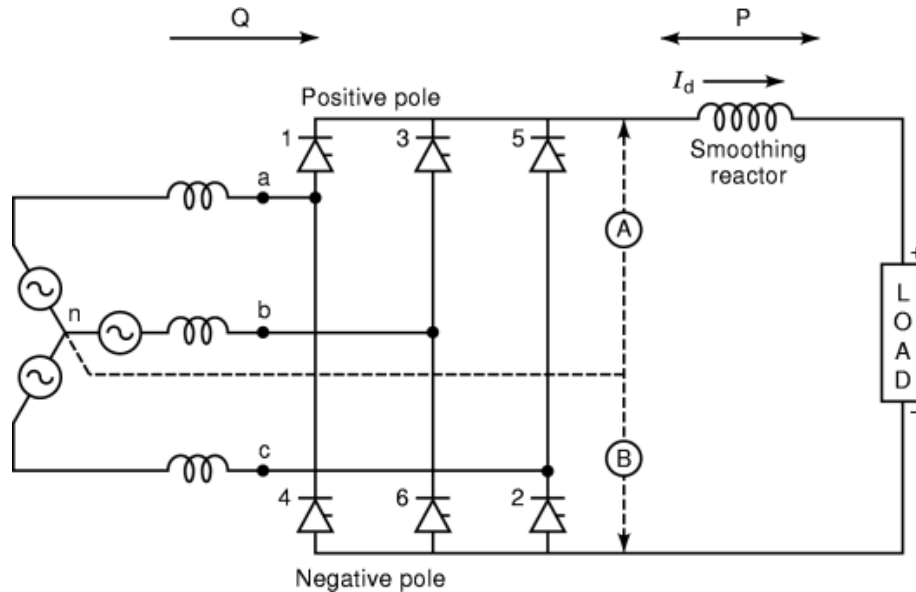 Q
P
I_d
Positive pole
1
3
5
Smoothing
reactor
a
A
+
n
b
L
O
A
D
−
c
B
4
6
2
Negative pole